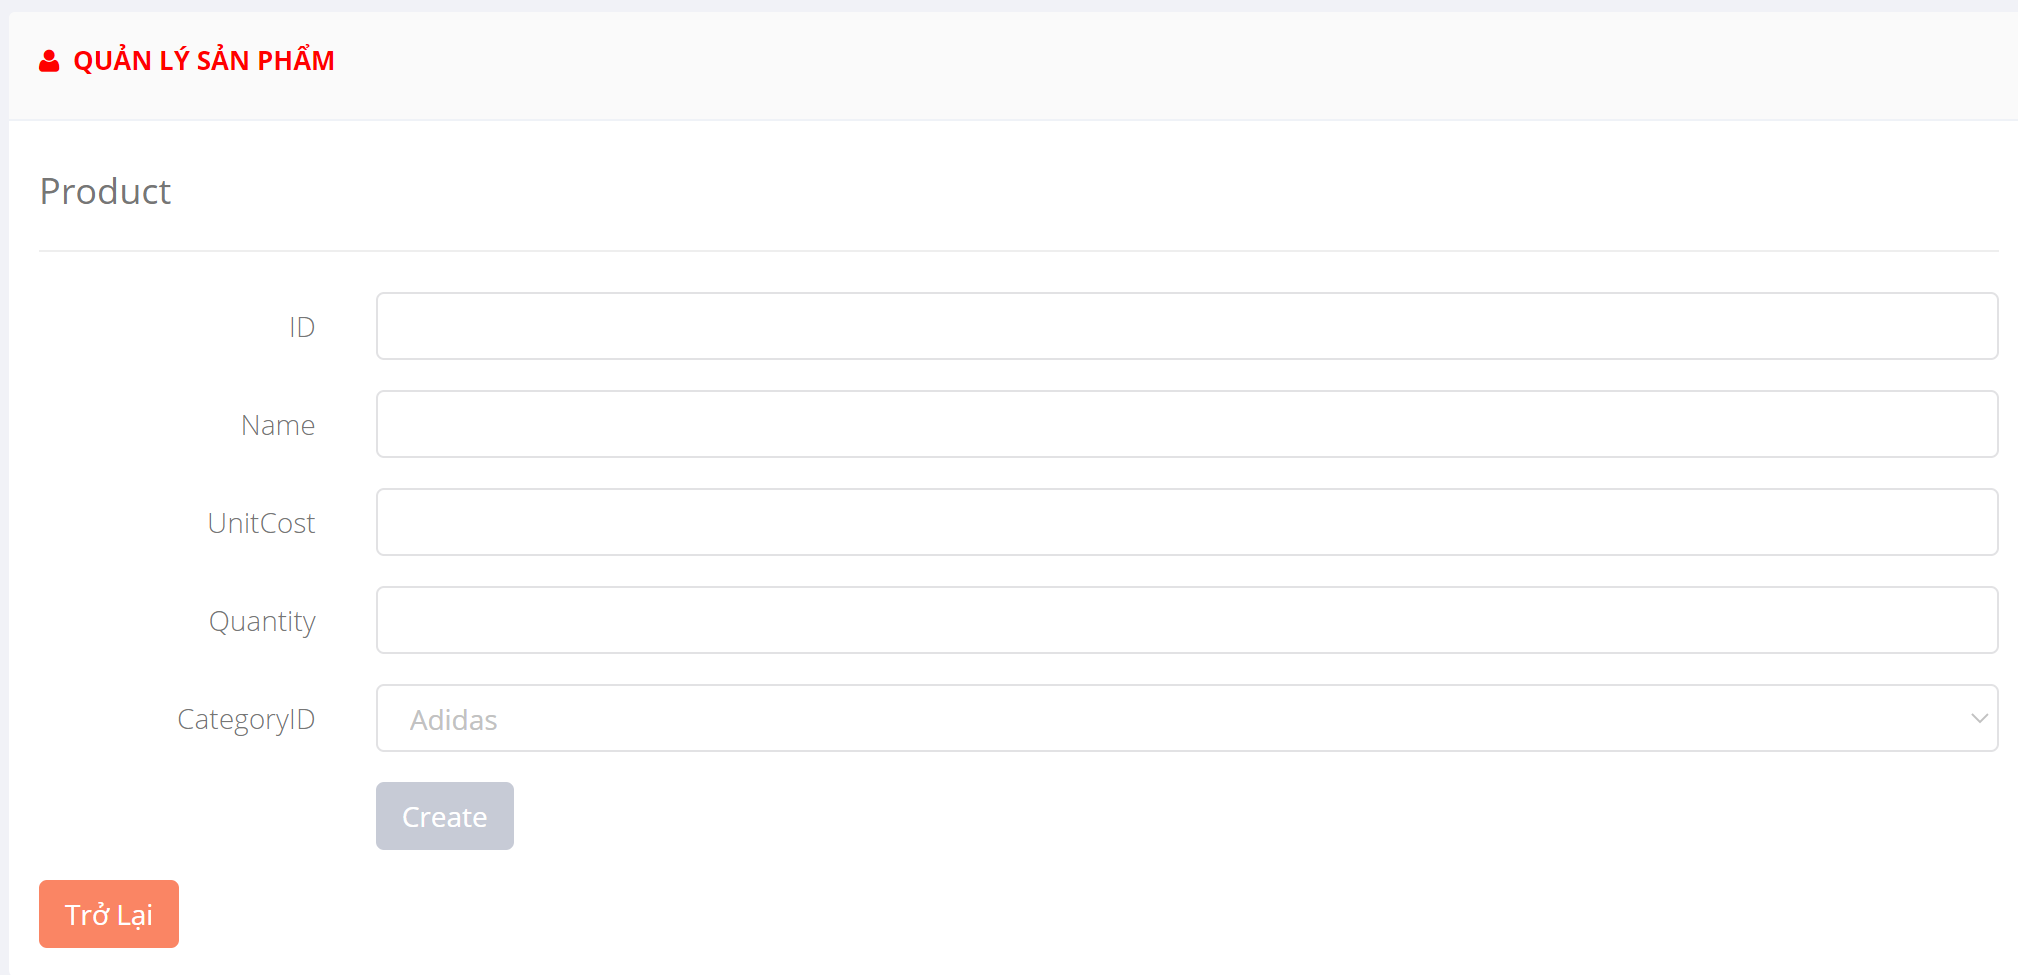 QUẢN LÝ SẢN PHẨM
Product
ID
Name
UnitCost
Quantity
CategoryID
Adidas
Create
Trở Lại